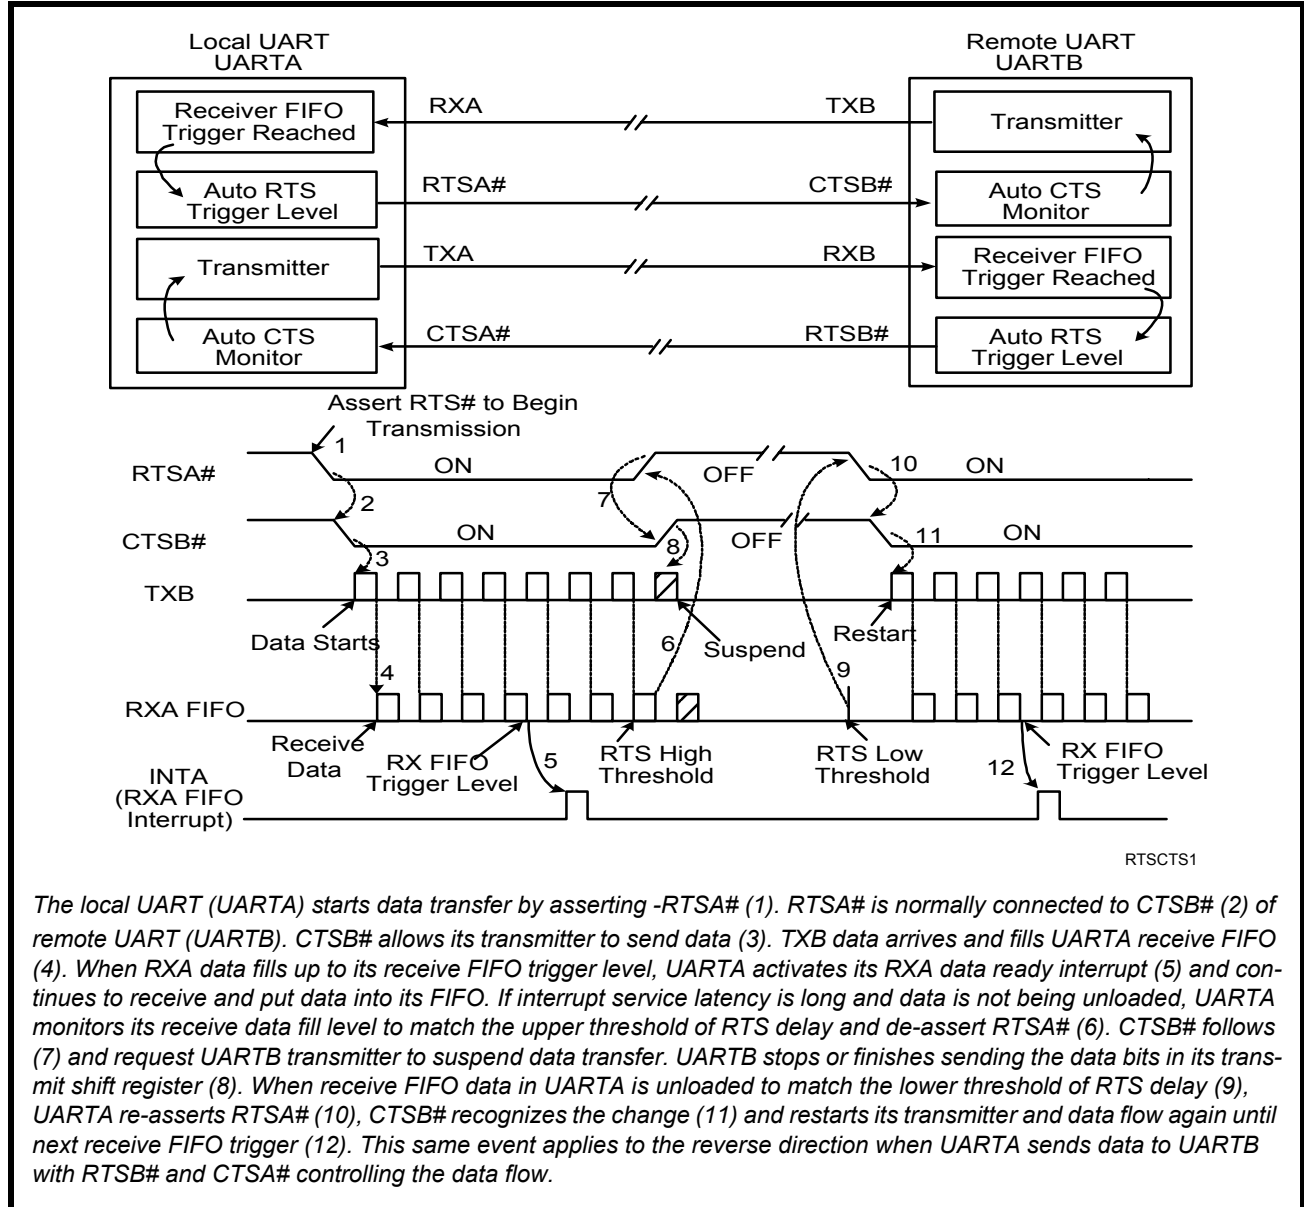 Local UART
UARTA
Remote UART
UARTB
Receiver FIFO
Trigger Reached
RXA
TXB
Transmitter
Auto RTS
Trigger Level
RTSA#
CTSB#
Auto CTS
Monitor
Transmitter
TXA
RXB
Receiver FIFO
Trigger Reached
Auto CTS
Monitor
CTSA#
RTSB#
Auto RTS
Trigger Level
Assert RTS# to Begin
Transmission
1
RTSA#
ON
OFF
10
ON
2
7
CTSB#
ON
OFF
11
ON
3
8
TXB
Data Starts
6
Suspend
Restart
4
9
RXA FIFO
Receive
Data
RX FIFO
Trigger Level
5
RTS High
Threshold
RTS Low
Threshold
12
RX FIFO
Trigger Level
INTA
(RXA FIFO
Interrupt)
RTSCTS1
The local UART (UARTA) starts data transfer by asserting -RTSA# (1). RTSA# is normally connected to CTSB# (2) of
remote UART (UARTB). CTSB# allows its transmitter to send data (3). TXB data arrives and fills UARTA receive FIFO
(4). When RXA data fills up to its receive FIFO trigger level, UARTA activates its RXA data ready interrupt (5) and con-
tinues to receive and put data into its FIFO. If interrupt service latency is long and data is not being unloaded, UARTA
monitors its receive data fill level to match the upper threshold of RTS delay and de-assert RTSA# (6). CTSB# follows
(7) and request UARTB transmitter to suspend data transfer. UARTB stops or finishes sending the data bits in its trans-
mit shift register (8). When receive FIFO data in UARTA is unloaded to match the lower threshold of RTS delay (9),
UARTA re-asserts RTSA# (10), CTSB# recognizes the change (11) and restarts its transmitter and data flow again until
next receive FIFO trigger (12). This same event applies to the reverse direction when UARTA sends data to UARTB
with RTSB# and CTSA# controlling the data flow.